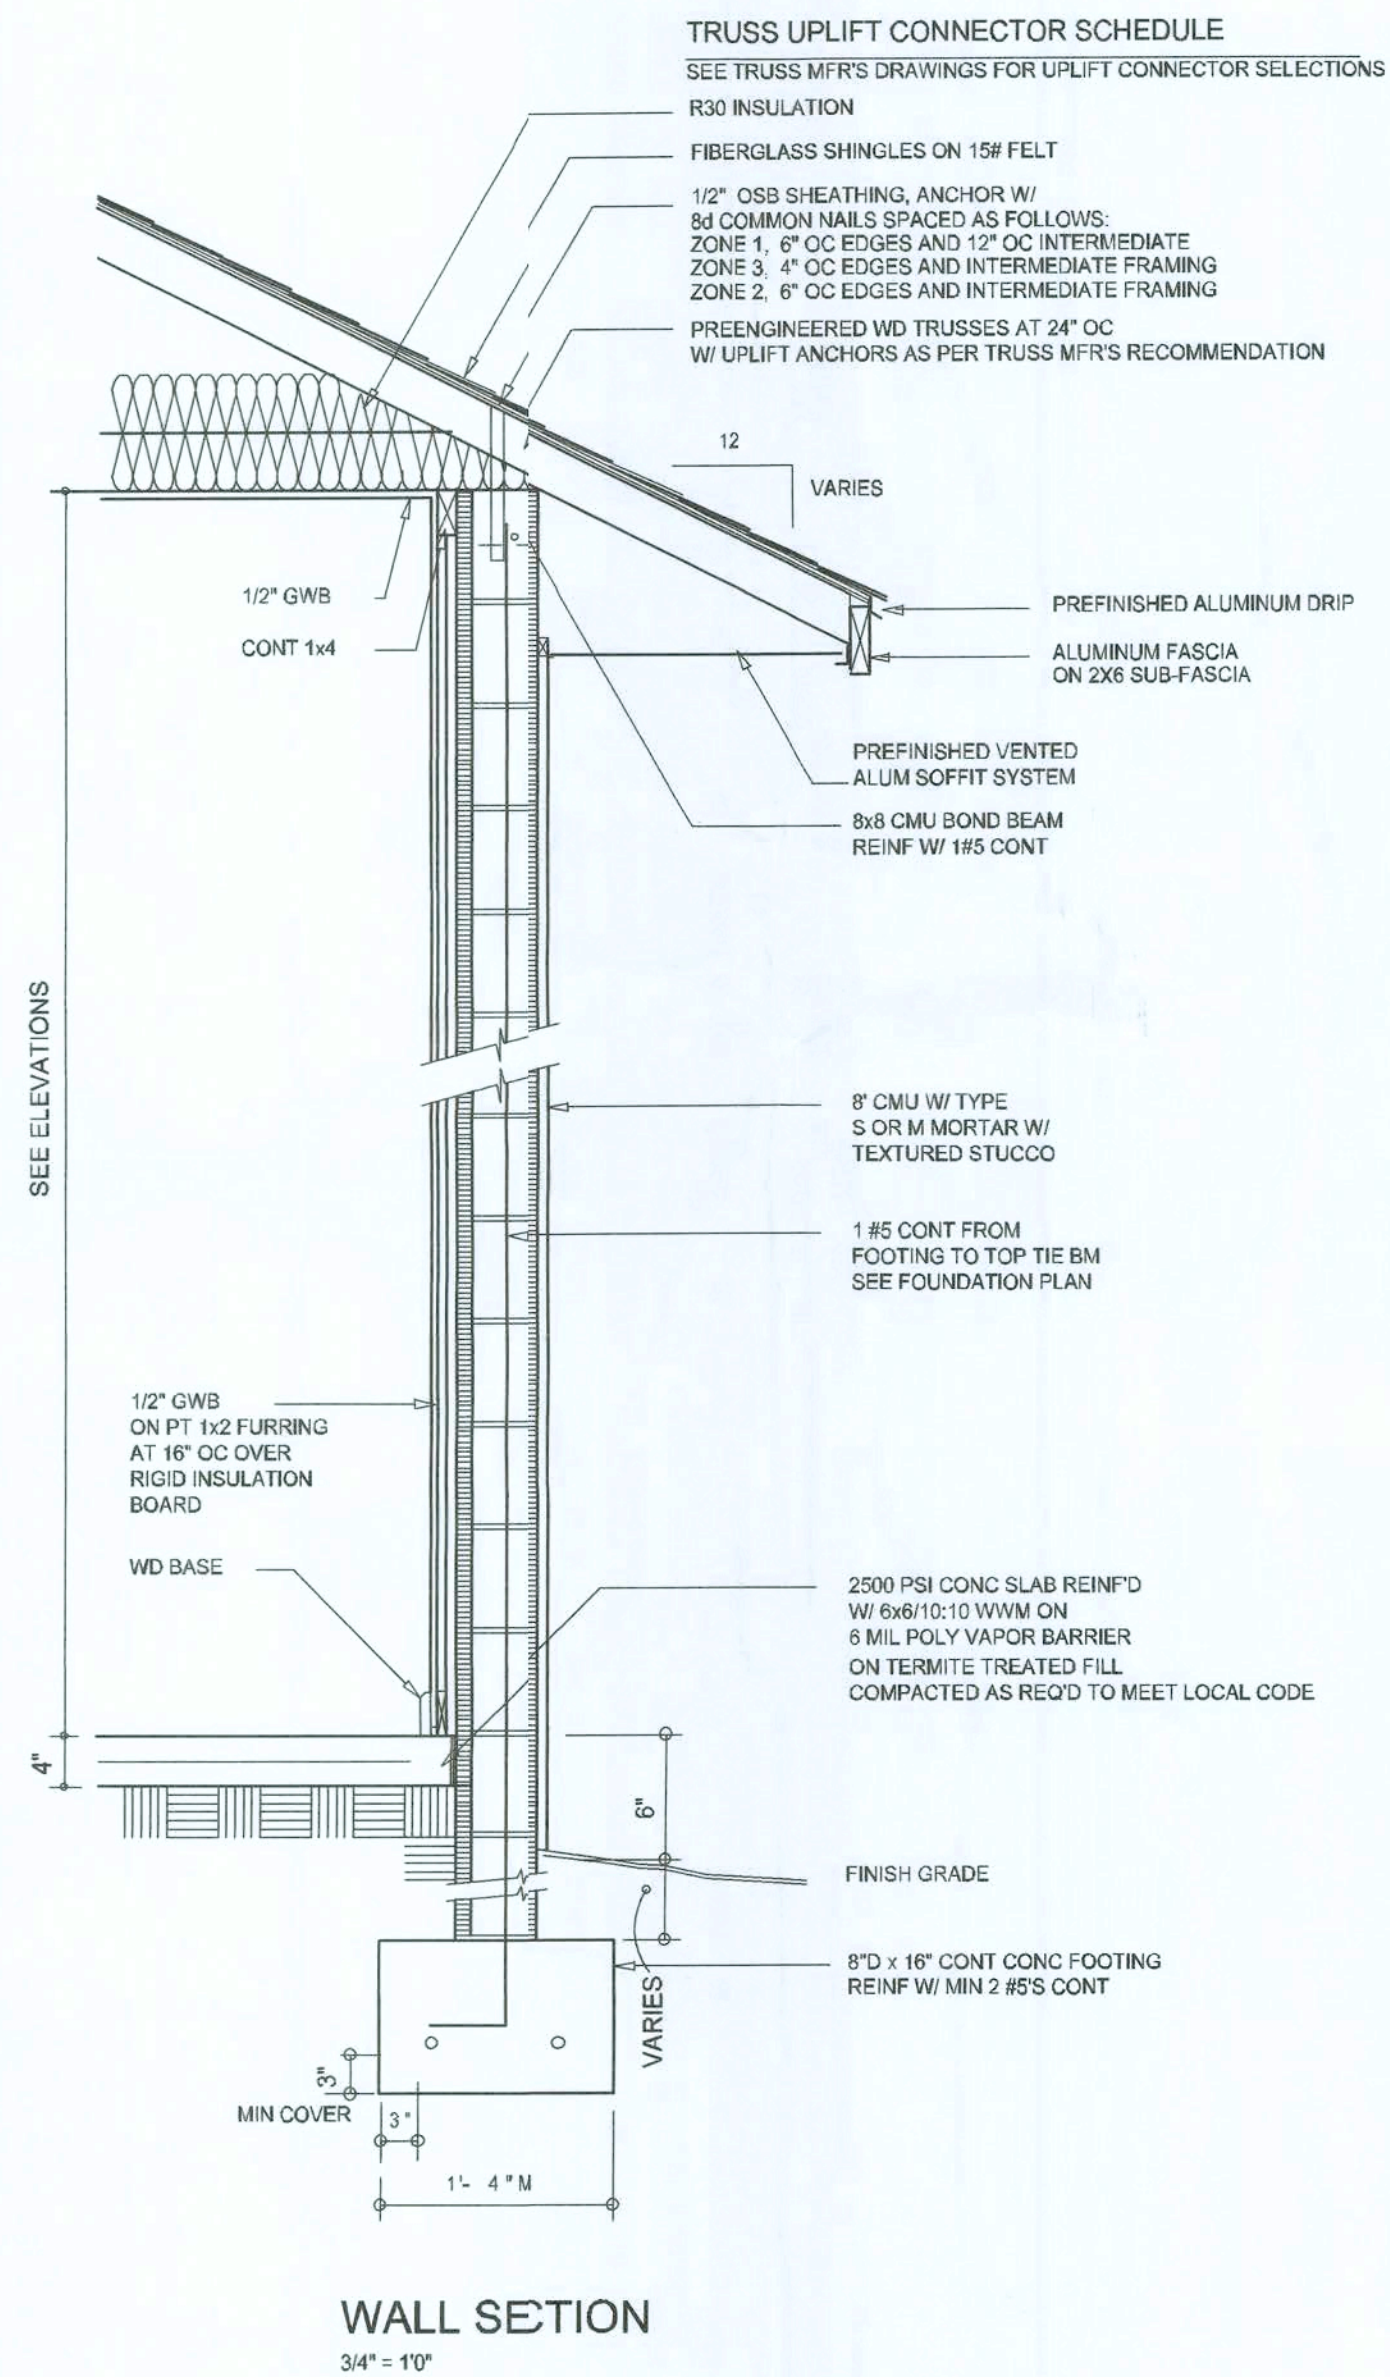 TRUSS UPLIFT CONNECTOR SCHEDULE
SEE TRUSS MFR'S DRAWINGS FOR UPLIFT CONNECTOR SELECTIONS
R30 INSULATION
FIBERGLASS SHINGLES ON 15# FELT
1/2" OSB SHEATHING, ANCHOR W/
8d COMMON NAILS SPACED AS FOLLOWS:
ZONE 1, 6" OC EDGES AND 12" OC INTERMEDIATE
ZONE 3, 4" OC EDGES AND INTERMEDIATE FRAMING
ZONE 2, 6" OC EDGES AND INTERMEDIATE FRAMING
PREENGINEERED WD TRUSSES AT 24" OC
W/ UPLIFT ANCHORS AS PER TRUSS MFR'S RECOMMENDATION
12
VARIES
1/2" GWB
CONT 1x4
PREFINISHED ALUMINUM DRIP
ALUMINUM FASCIA
ON 2X6 SUB-FASCIA
PREFINISHED VENTED
ALUM SOFFIT SYSTEM
8x8 CMU BOND BEAM
REINF W/ 1#5 CONT
SEE ELEVATIONS
8' CMU W/ TYPE
S OR M MORTAR W/
TEXTURED STUCCO
1 #5 CONT FROM
FOOTING TO TOP TIE BM
SEE FOUNDATION PLAN
1/2" GWB
ON PT 1x2 FURRING
AT 16" OC OVER
RIGID INSULATION
BOARD
WD BASE
2500 PSI CONC SLAB REINF'D
W/ 6x6/10:10 WWM ON
6 MIL POLY VAPOR BARRIER
ON TERMITE TREATED FILL
COMPACTED AS REQ'D TO MEET LOCAL CODE
4"
6"
FINISH GRADE
8"D x 16" CONT CONC FOOTING
REINF W/ MIN 2 #5'S CONT
VARIES
3"
MIN COVER
3"
1'- 4" M
WALL SECTION
3/4" = 1'0"